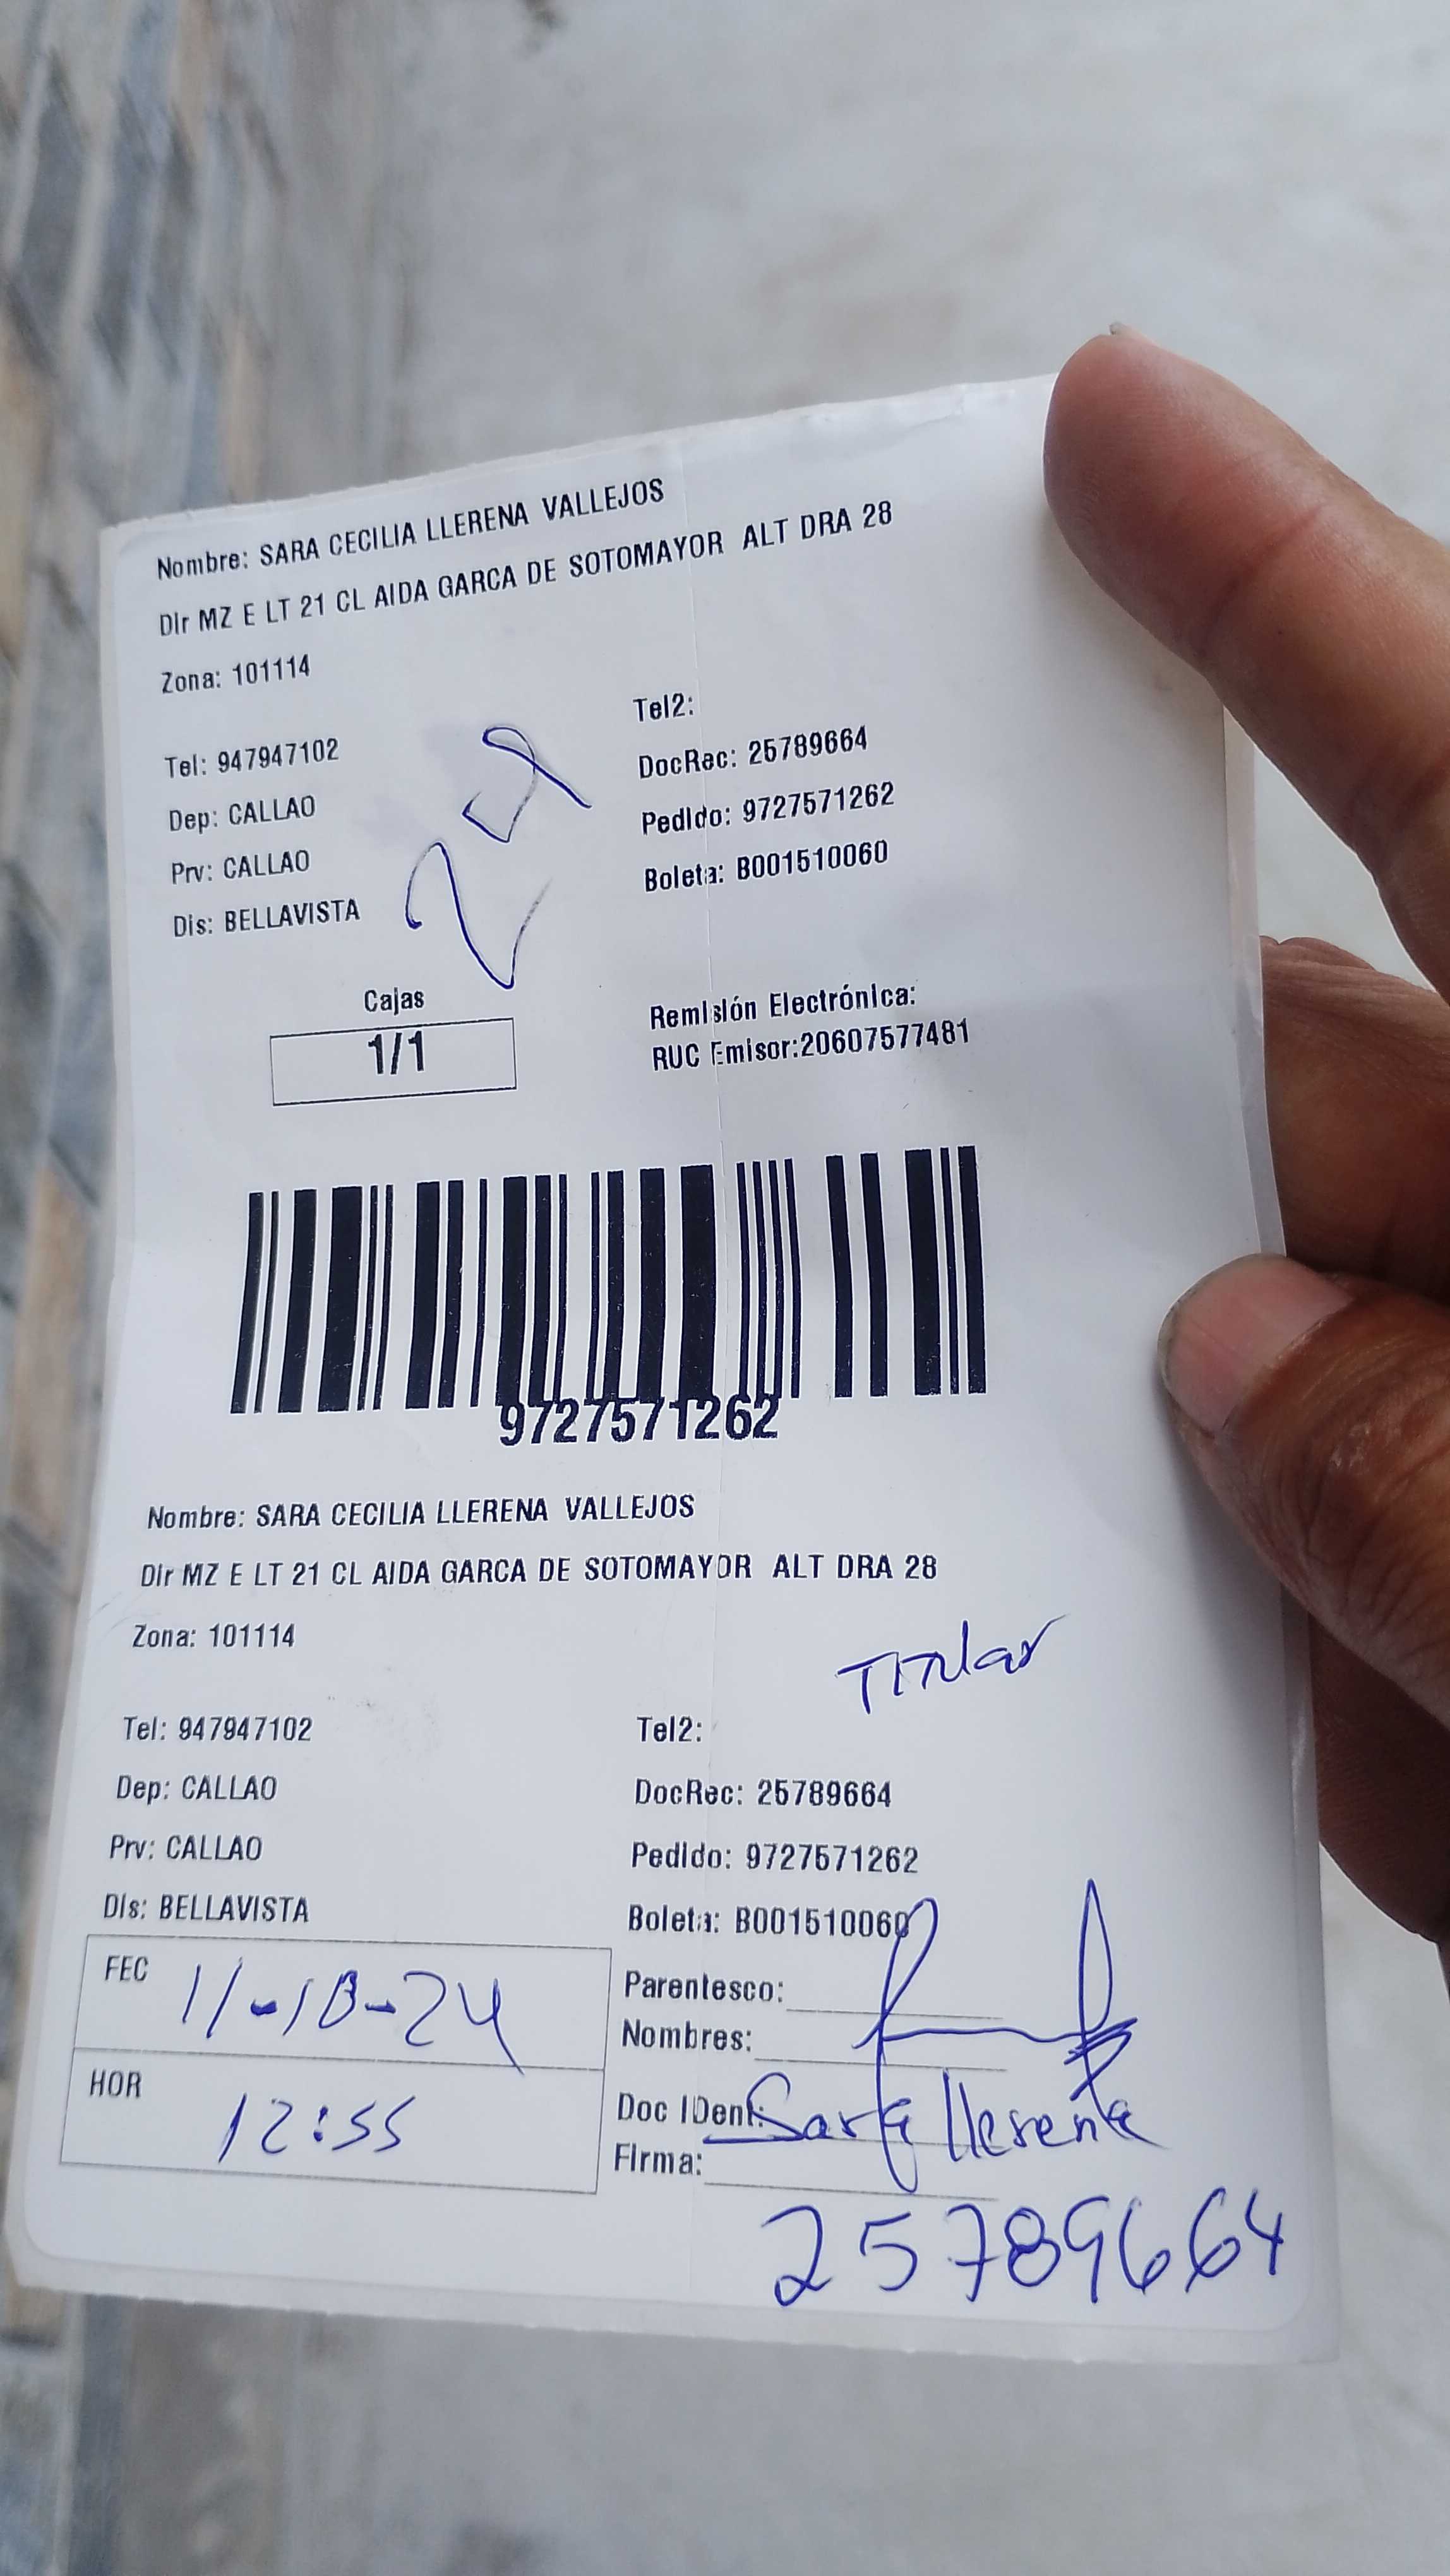 Nombre: SARA CECILIA LLERENA VALLEJOS
Dir MZ E LT 21 CL AIDA GARCA DE SOTOMAYOR ALT DRA 28
Zona: 101114
Tel2:
Tel: 947947102
DocRec: 25789664
Dep: CALLAO
Pedido: 9727571262
Prv: CALLAO
Boleta: B001510060
Dis: BELLAVISTA
Cajas
1/1
Remisión Electrónica:
RUC Emisor:20607577481
9727571262
Nombre: SARA CECILIA LLERENA VALLEJOS
Dir MZ E LT 21 CL AIDA GARCA DE SOTOMAYOR ALT DRA 28
Zona: 101114
Titular
Tel: 947947102
Tel2:
Dep: CALLAO
DocRec: 25789664
Prv: CALLAO
Pedido: 9727571262
Dis: BELLAVISTA
Boleta: B001510060
FEC 11-10-24
Parentesco:
Nombres:
HOR 12:55
Doc IDent:
Sara Llerena
Firma:
25789664